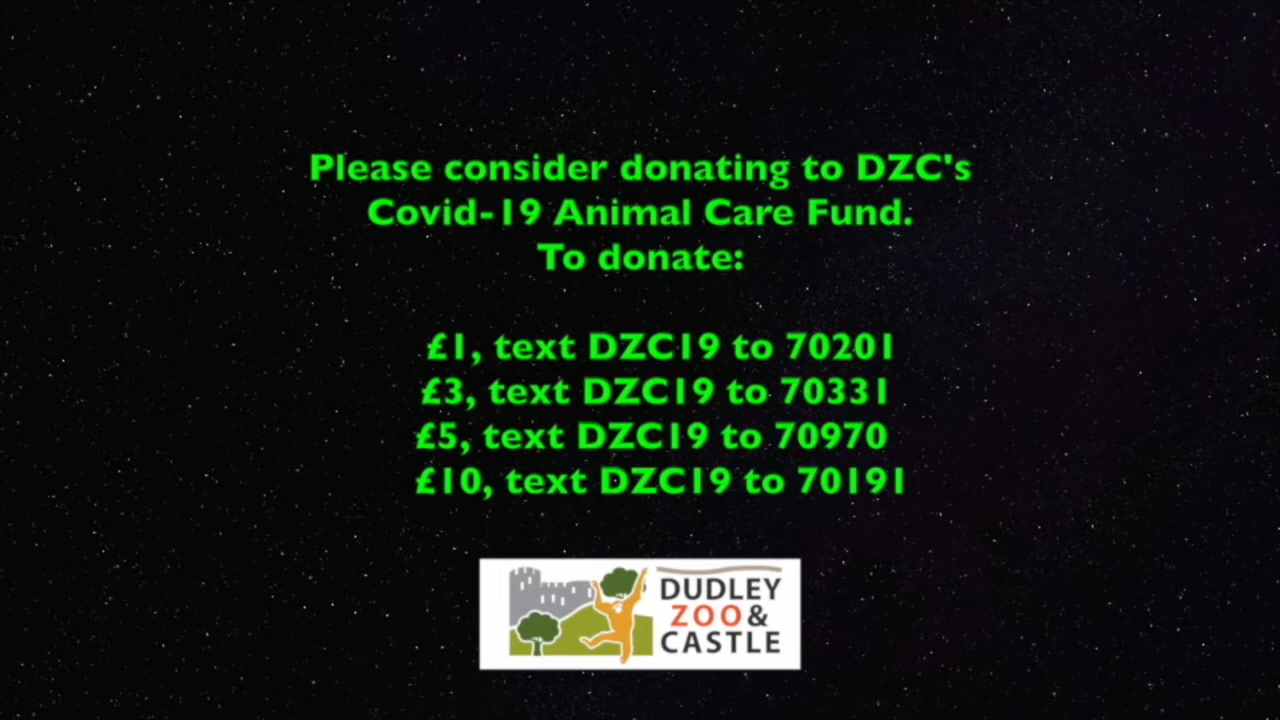 Please consider donating to DZC's
Covid-19 Animal Care Fund.
To donate:
£1, text DZC19 to 70201
£3, text DZC19 to 70331
£5, text DZC19 to 70970
£10, text DZC19 to 70191
DUDLEY
ZOO &
CASTLE